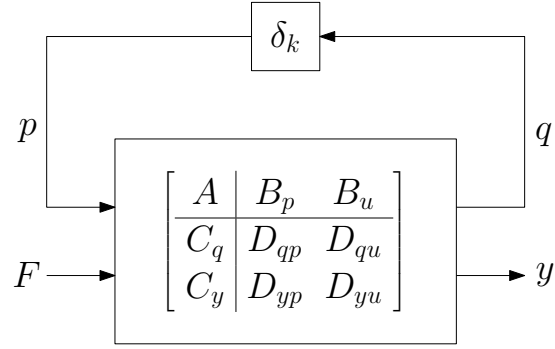 δ_k
p q
A B_p B_u
C_q D_qp D_qu
F C_y D_yp D_yu y